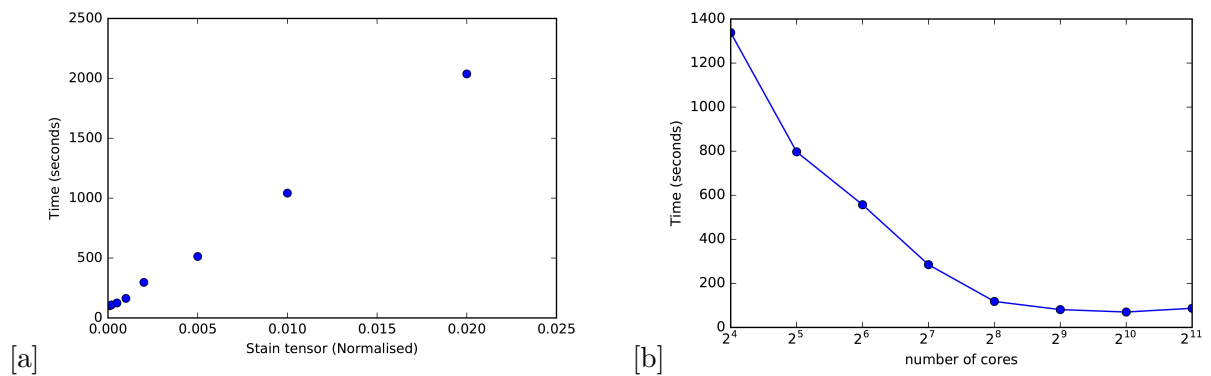 2500
2000
1500
1000
500
0
0.000 0.005 0.010 0.015 0.020 0.025
Time (seconds)
Stain tensor (Normalised)
[a]
1400
1200
1000
800
600
400
200
0
2^4 2^5 2^6 2^7 2^8 2^9 2^10 2^11
Time (seconds)
number of cores
[b]